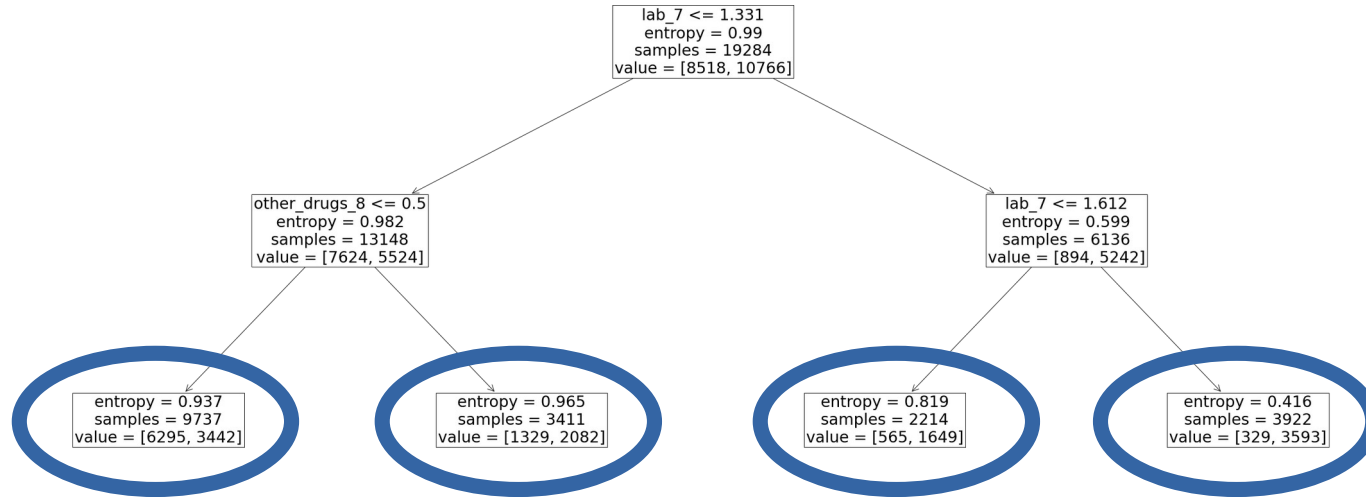 lab_7 <= 1.331
entropy = 0.99
samples = 19284
value = [8518, 10766]
other_drugs_8 <= 0.5
entropy = 0.982
samples = 13148
value = [7624, 5524]
lab_7 <= 1.612
entropy = 0.599
samples = 6136
value = [894, 5242]
entropy = 0.937
samples = 9737
value = [6295, 3442]
entropy = 0.965
samples = 3411
value = [1329, 2082]
entropy = 0.819
samples = 2214
value = [565, 1649]
entropy = 0.416
samples = 3922
value = [329, 3593]